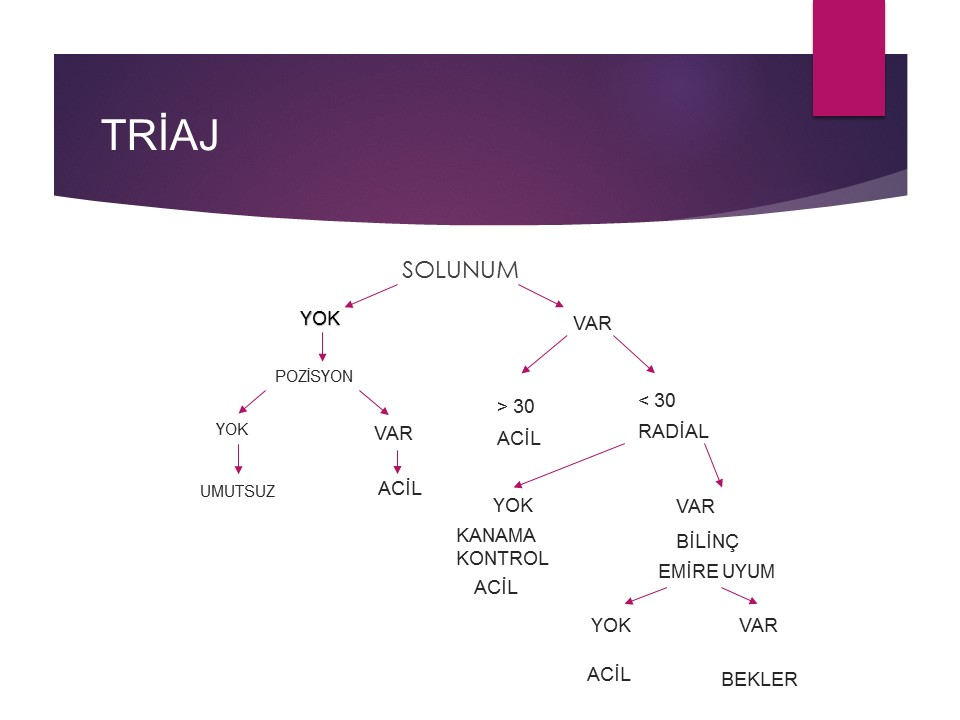 TRİAJ
SOLUNUM
YOK
VAR
POZİSYON
> 30
< 30
YOK
VAR
ACİL
RADİAL
UMUTSUZ
ACİL
YOK
VAR
KANAMA
KONTROL
BİLİNÇ
ACİL
EMİRE UYUM
YOK
VAR
ACİL
BEKLER